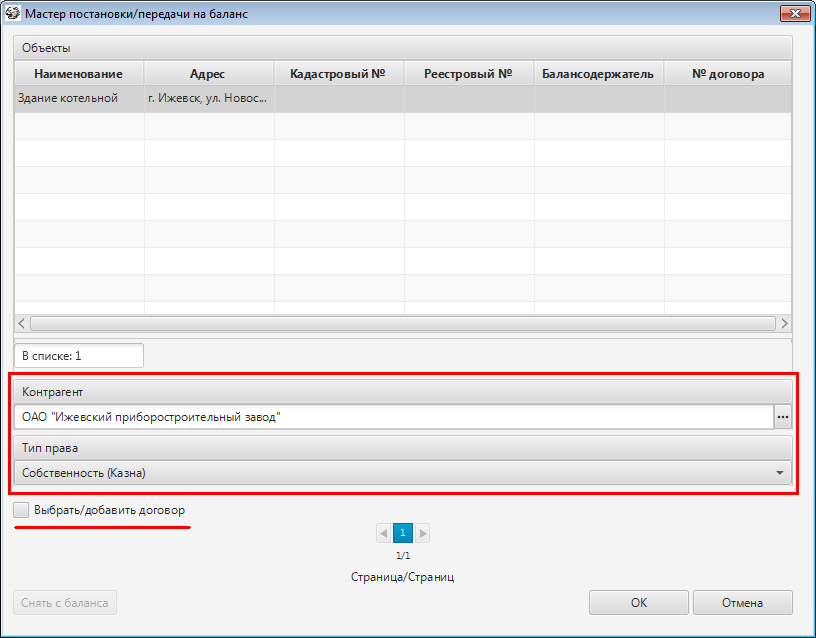 Мастер постановки/передачи на баланс
Объекты
Наименование Адрес Кадастровый № Реестровый № Балансодержатель № договора
Здание котельной г. Ижевск, ул. Новос...
В списке: 1
Контрагент
ОАО "Ижевский приборостроительный завод" ...
Тип права
Собственность (Казна)
Выбрать/добавить договор
1
1/1
Страница/Страниц
Снять с баланса ОК Отмена